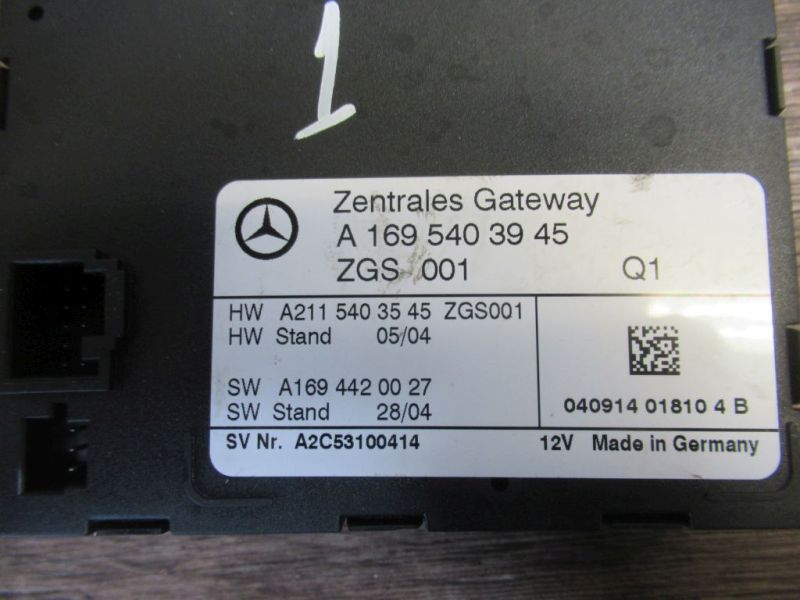 1
Zentrales Gateway
A 169 540 39 45
ZGS 001 Q1
HW A211 540 35 45 ZGS001
HW Stand 05/04
SW A169 442 00 27
SW Stand 28/04
040914 01810 4 B
SV Nr. A2C53100414 12V Made in Germany